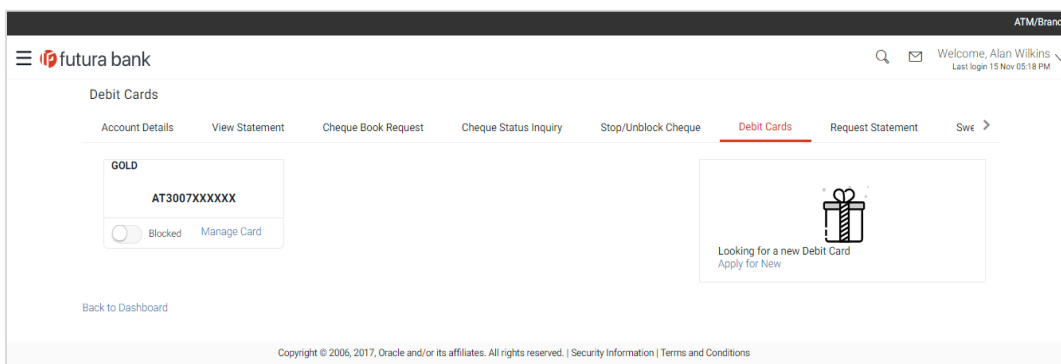 ATM/Branc
futura bank
Welcome, Alan Wilkins
Last login 15 Nov 05:18 PM
Debit Cards
Account Details View Statement Cheque Book Request Cheque Status Inquiry Stop/Unblock Cheque Debit Cards Request Statement Swe
GOLD
AT3007XXXXXX
Blocked Manage Card
Looking for a new Debit Card
Apply for New
Back to Dashboard
Copyright © 2006, 2017, Oracle and/or its affiliates. All rights reserved. | Security Information | Terms and Conditions